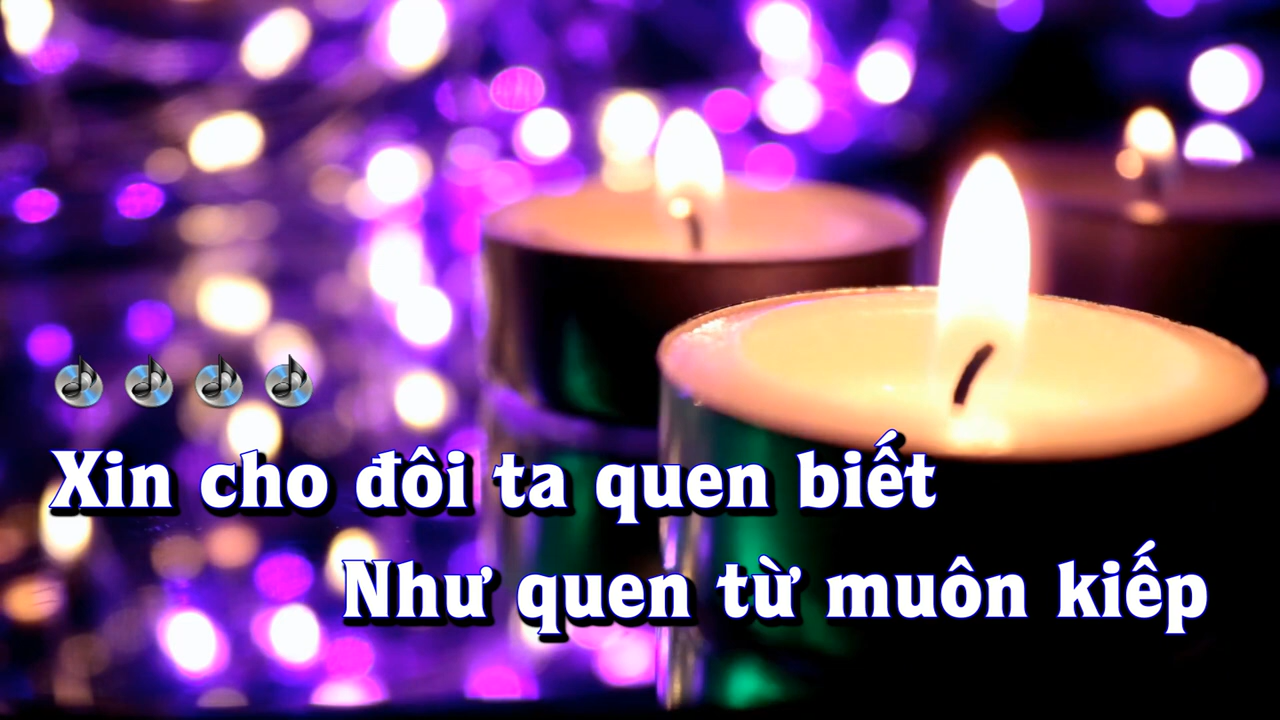 Xin cho đôi ta quen biết
Như quen từ muôn kiếp